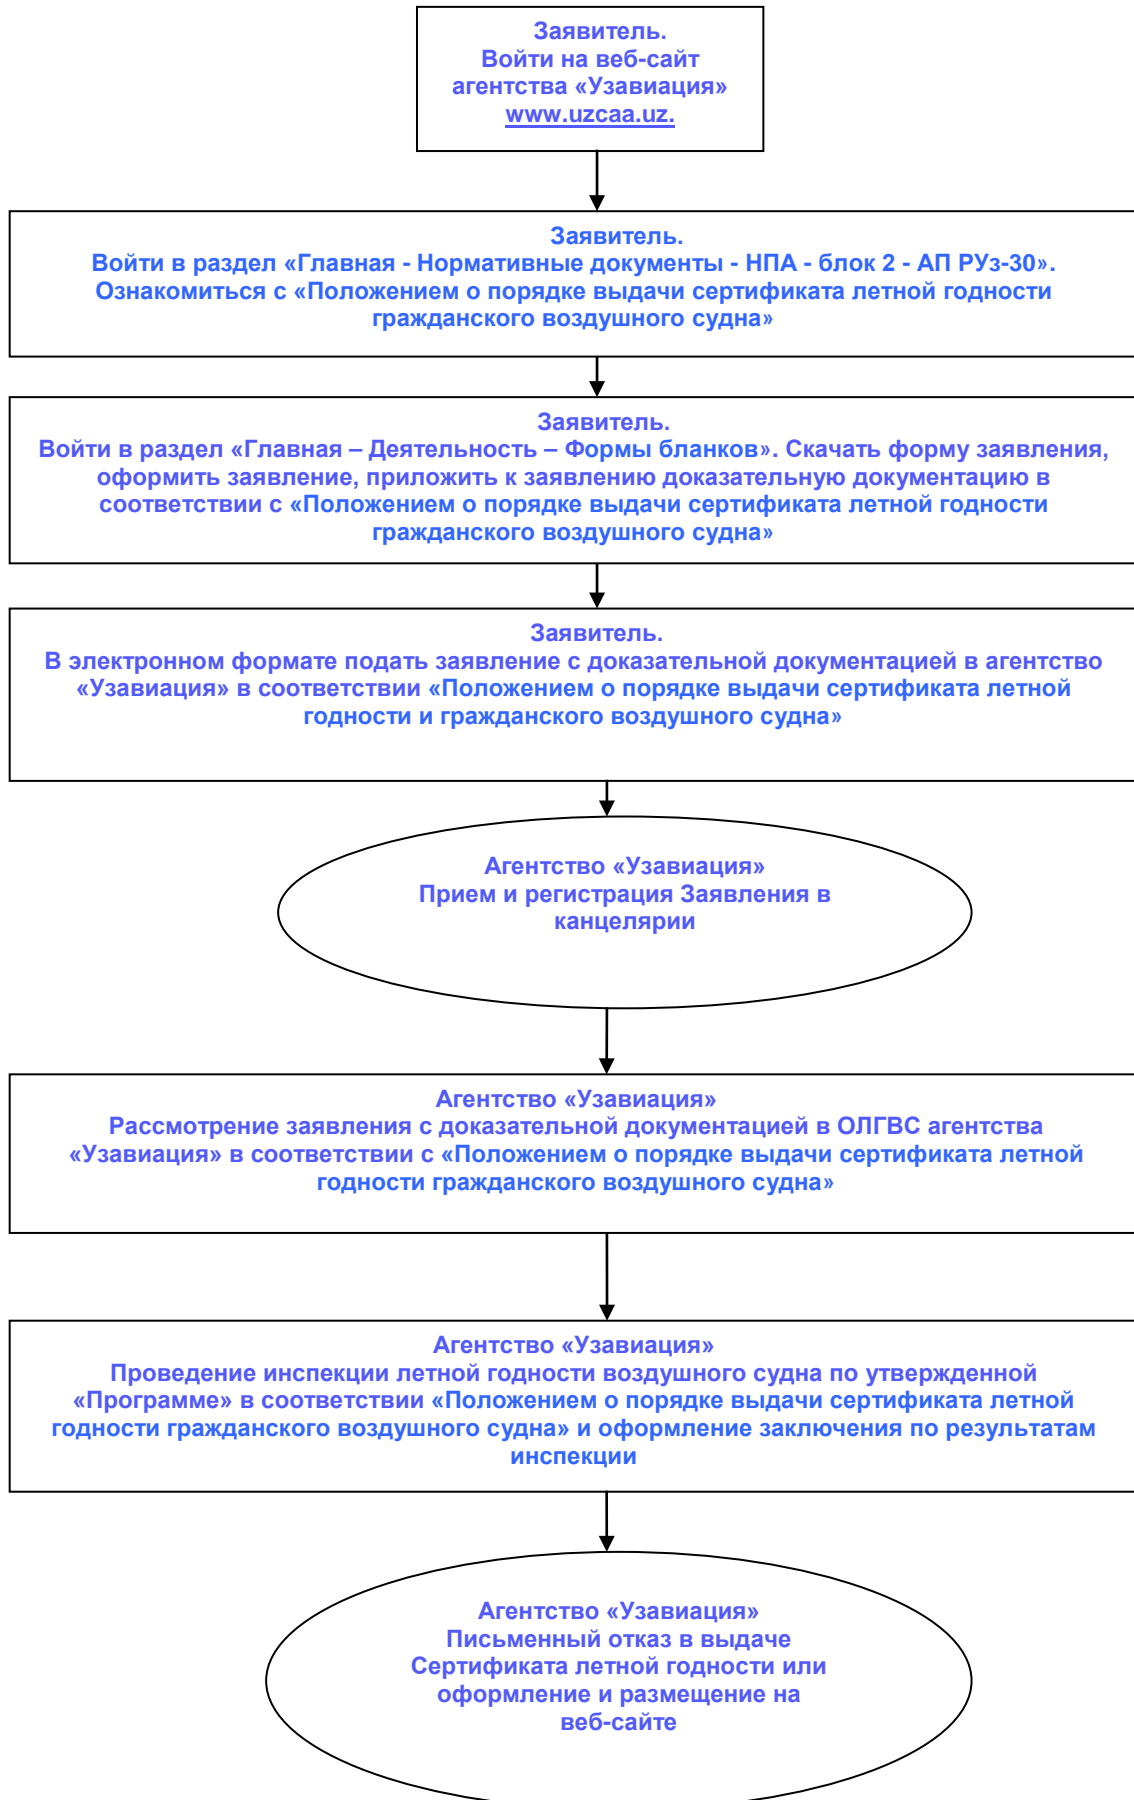 Заявитель.
Войти на веб-сайт
агентства «Узавиация»
www.uzcaa.uz.
Заявитель.
Войти в раздел «Главная - Нормативные документы - НПА - блок 2 - АП РУз-30».
Ознакомиться с «Положением о порядке выдачи сертификата летной годности
гражданского воздушного судна»
Заявитель.
Войти в раздел «Главная – Деятельность – Формы бланков». Скачать форму заявления,
оформить заявление, приложить к заявлению доказательную документацию в
соответствии с «Положением о порядке выдачи сертификата летной годности
гражданского воздушного судна»
Заявитель.
В электронном формате подать заявление с доказательной документацией в агентство
«Узавиация» в соответствии «Положением о порядке выдачи сертификата летной
годности и гражданского воздушного судна»
Агентство «Узавиация»
Прием и регистрация Заявления в
канцелярии
Агентство «Узавиация»
Рассмотрение заявления с доказательной документацией в ОЛГВС агентства
«Узавиация» в соответствии с «Положением о порядке выдачи сертификата летной
годности гражданского воздушного судна»
Агентство «Узавиация»
Проведение инспекции летной годности воздушного судна по утвержденной
«Программе» в соответствии «Положением о порядке выдачи сертификата летной
годности гражданского воздушного судна» и оформление заключения по результатам
инспекции
Агентство «Узавиация»
Письменный отказ в выдаче
Сертификата летной годности или
оформление и размещение на
веб-сайте